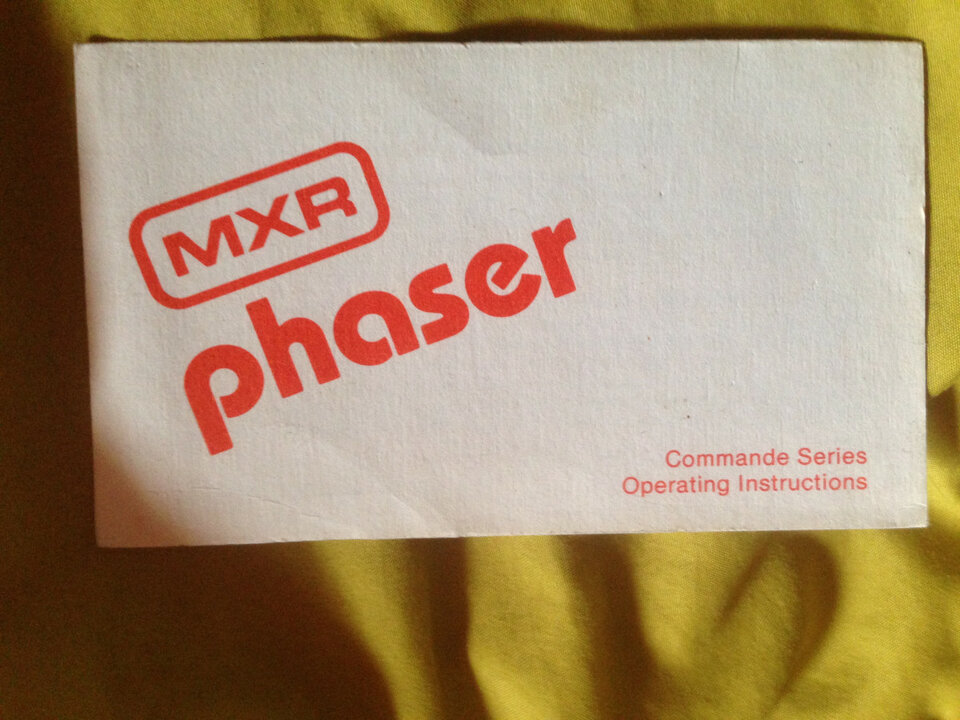 MXR
phaser
Commande Series
Operating Instructions